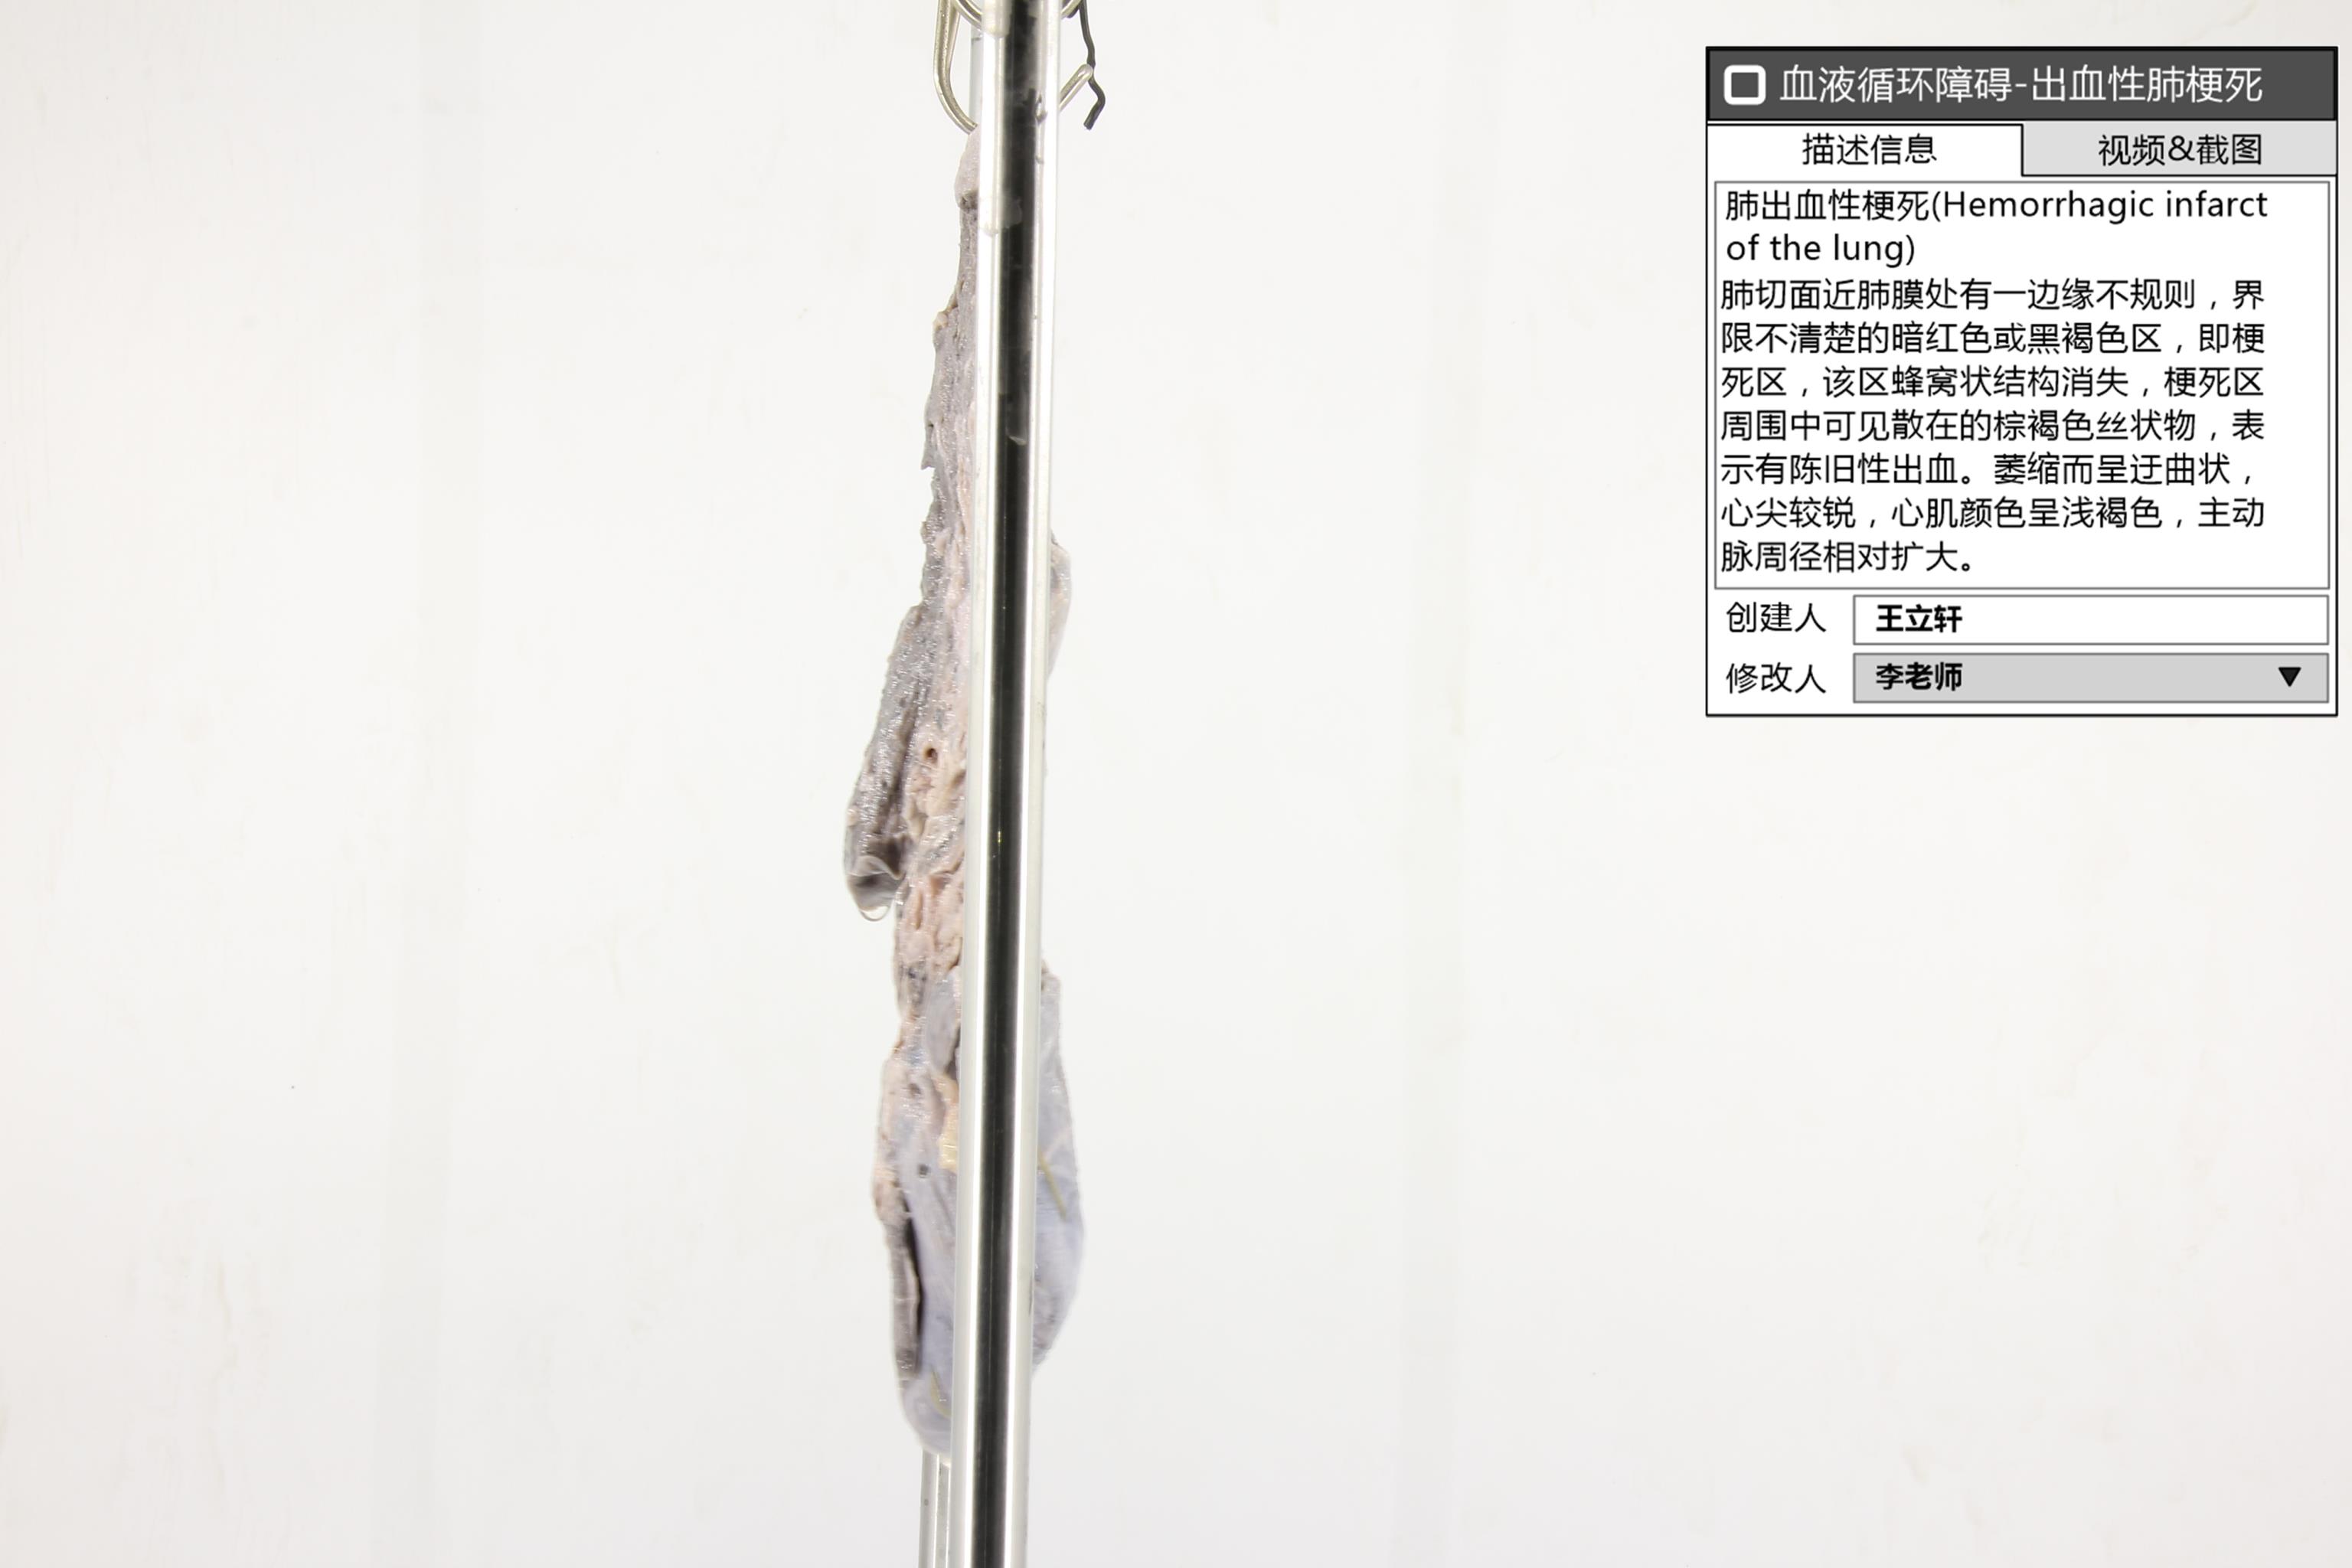 血液循环障碍-出血性肺梗死
描述信息
视频&截图
肺出血性梗死(Hemorrhagic infarct
of the lung)
肺切面近肺膜处有一边缘不规则，界
限不清楚的暗红色或黑褐色区，即梗
死区，该区蜂窝状结构消失，梗死区
周围中可见散在的棕褐色丝状物，表
示有陈旧性出血。萎缩而呈迂曲状，
心尖较锐，心肌颜色呈浅褐色，主动
脉周径相对扩大。
创建人 王立轩
修改人 李老师